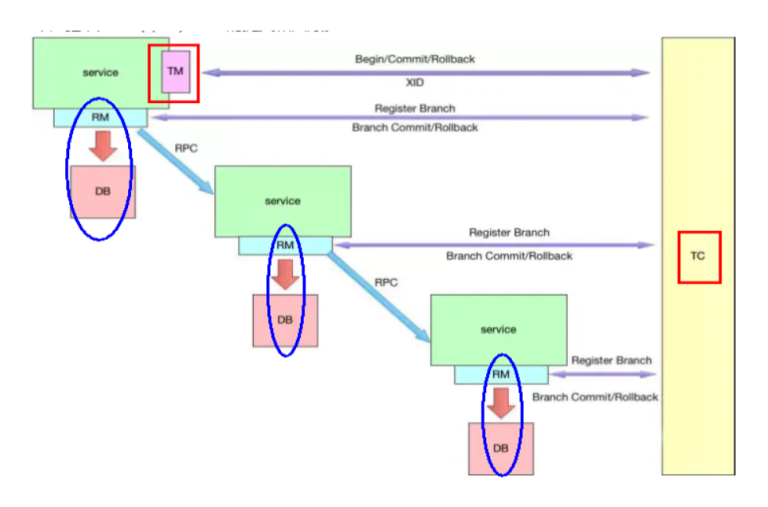 service
TM
Begin/Commit/Rollback
XID
RM
Register Branch
Branch Commit/Rollback
DB
RPC
service
RM
Register Branch
Branch Commit/Rollback
TC
DB
RPC
service
RM
Register Branch
Branch Commit/Rollback
DB